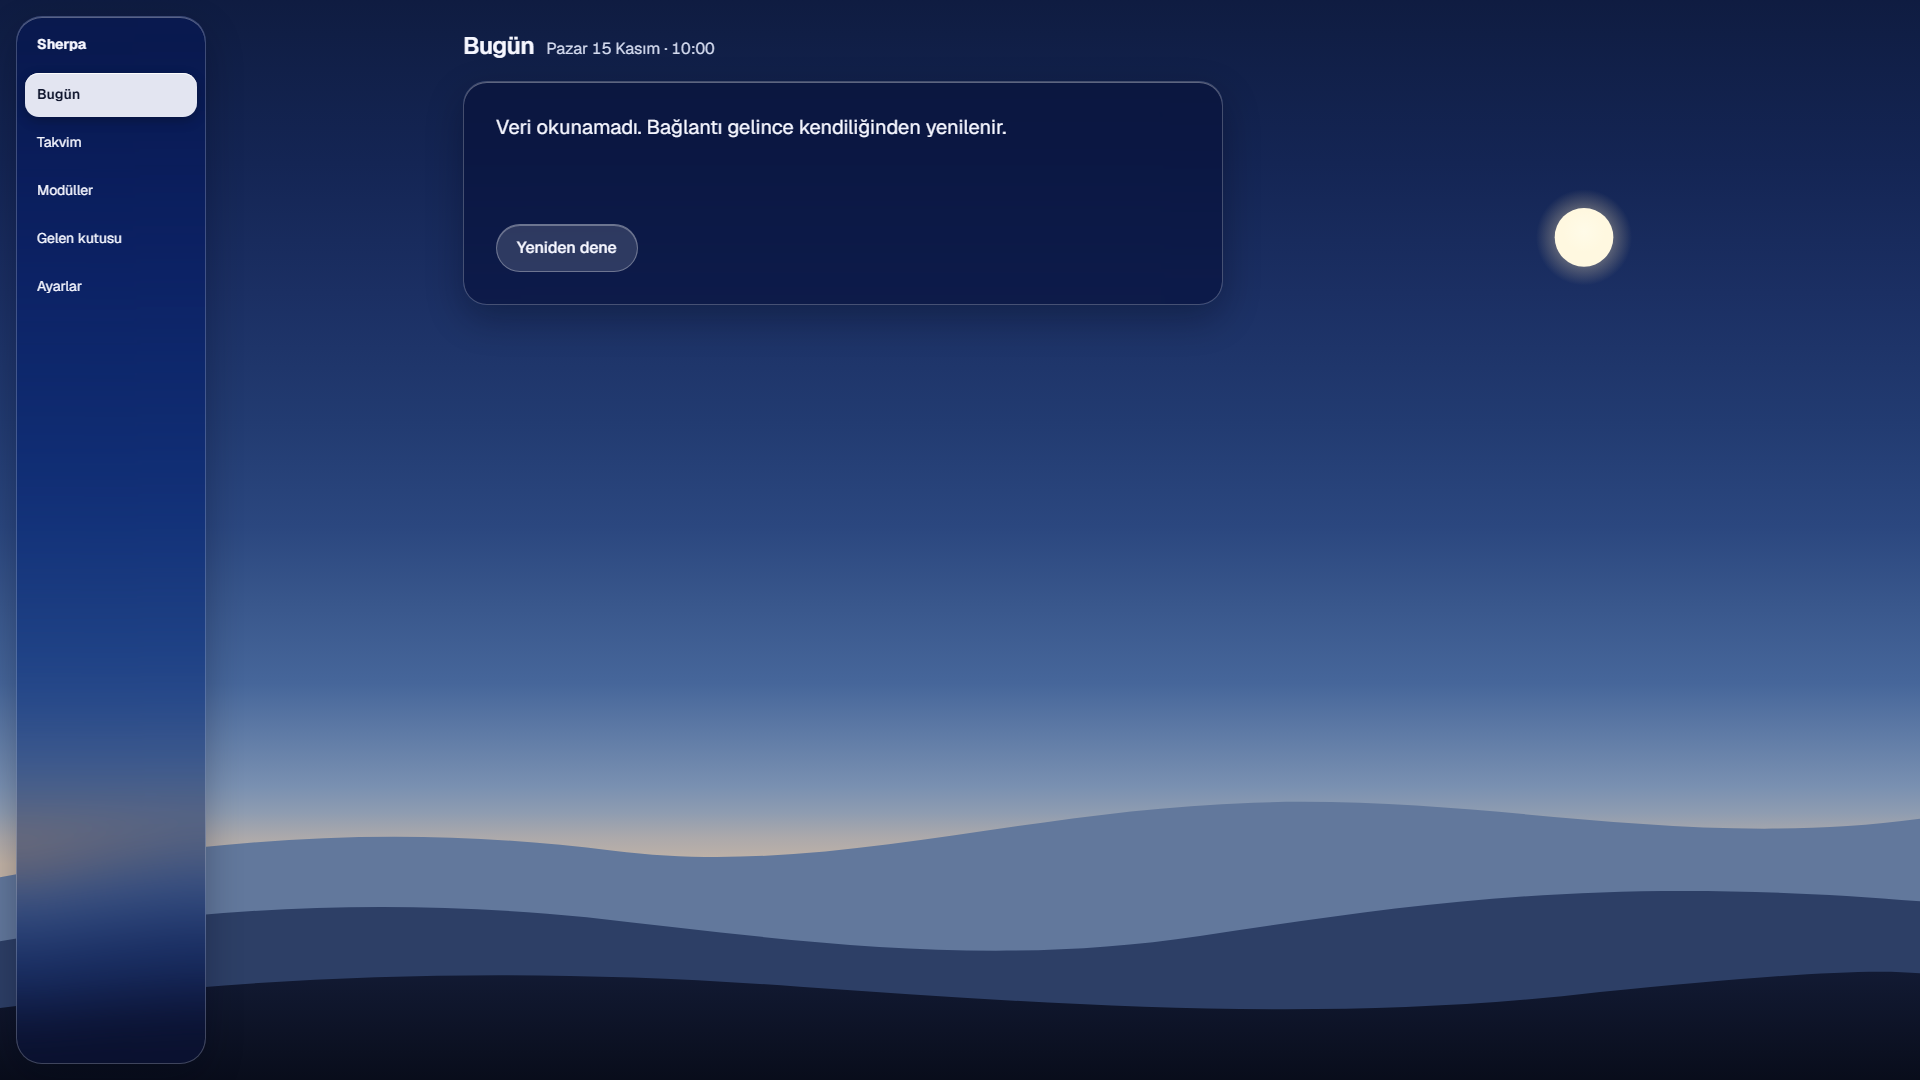 Sherpa
Bugün
Takvim
Modüller
Gelen kutusu
Ayarlar
Bugün Pazar 15 Kasım · 10:00
Veri okunamadı. Bağlantı gelince kendiliğinden yenilenir.
Yeniden dene